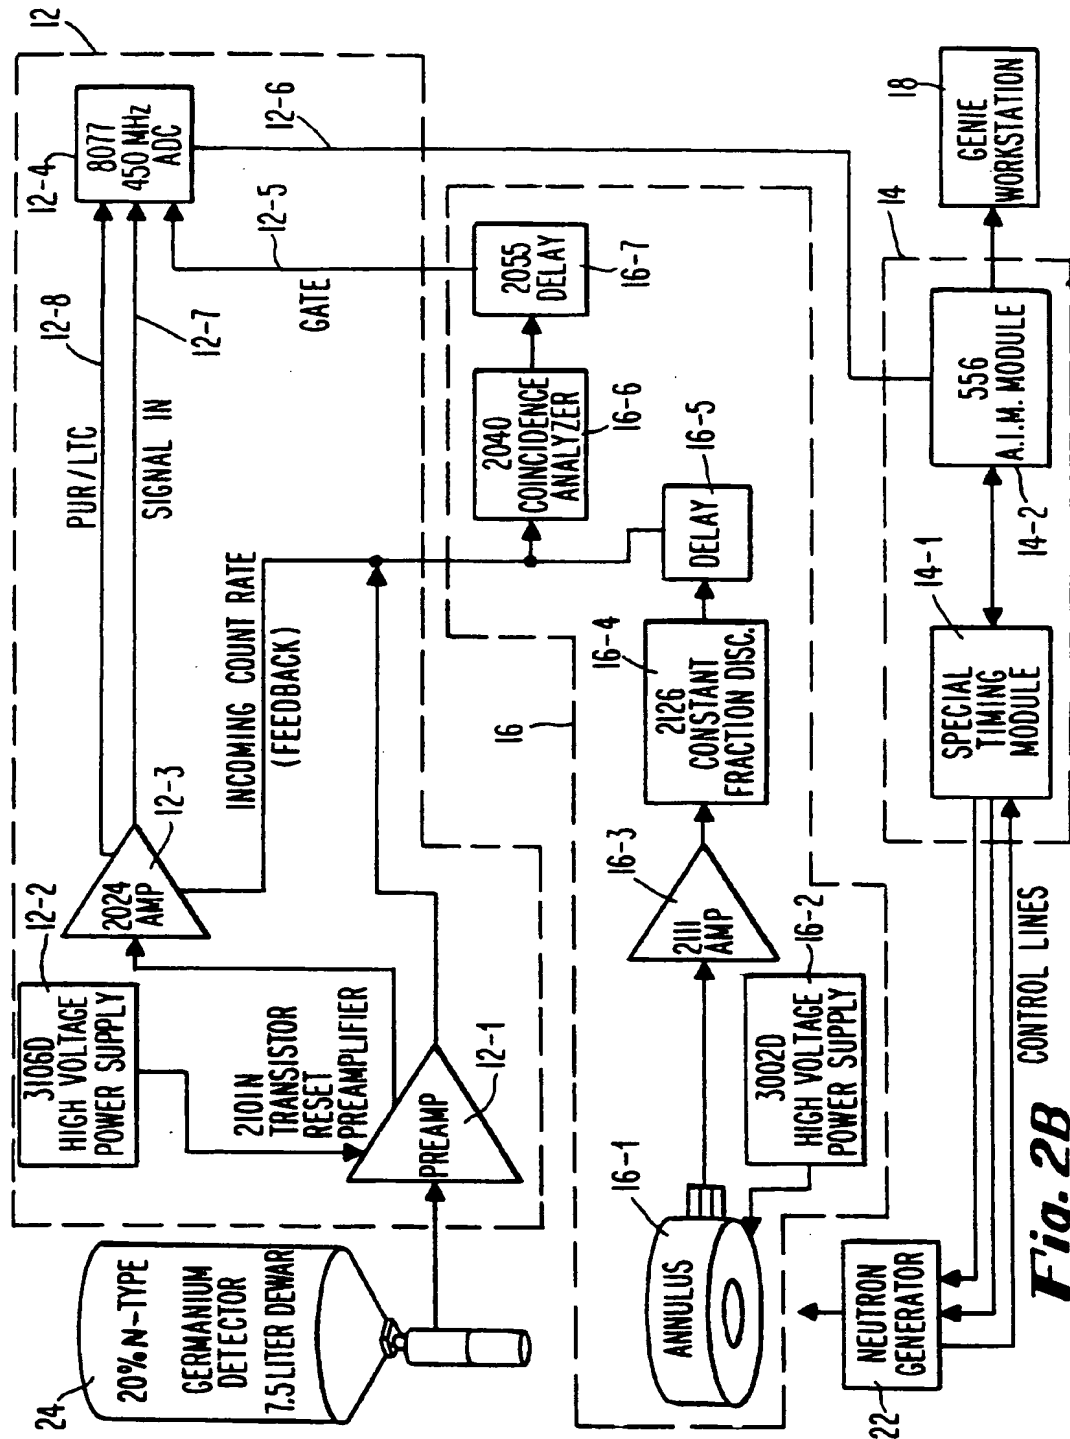 24
20% N-TYPE
GERMANIUM
DETECTOR
7.5 LITER DEWAR
3106D
HIGH VOLTAGE
POWER SUPPLY
12-2
2101N
TRANSISTOR
RESET
PREAMPLIFIER
PREAMP
12-1
2024
AMP
12-3
INCOMING COUNT RATE
(FEEDBACK)
PUR/LTC
12-8
SIGNAL IN
12-7
12-4
8077
450 MHz
ADC
12
12-6
12-5
GATE
ANNULUS
16-1
3002D
HIGH VOLTAGE
POWER SUPPLY
16-2
2111
AMP
16-3
16
2126
CONSTANT
FRACTION DISC.
16-4
DELAY
16-5
2040
COINCIDENCE
ANALYZER
16-6
2055
DELAY
16-7
22
NEUTRON
GENERATOR
CONTROL LINES
SPECIAL
TIMING
MODULE
14-1
556
A.I.M. MODULE
14-2
14
GENIE
WORKSTATION
18
Fig. 2B